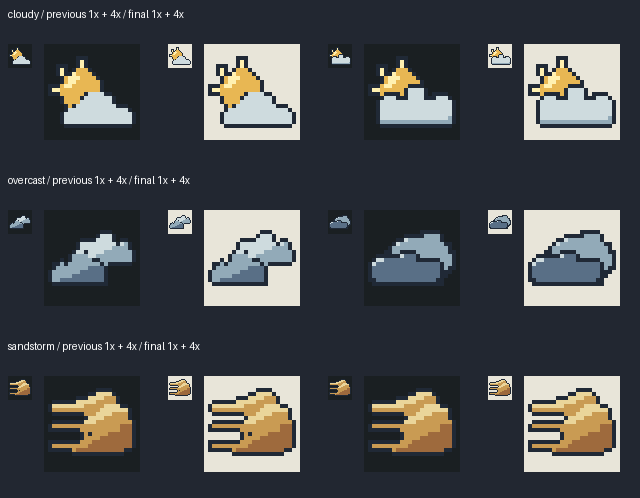 cloudy / previous 1x + 4x / final 1x + 4x
overcast / previous 1x + 4x / final 1x + 4x
sandstorm / previous 1x + 4x / final 1x + 4x